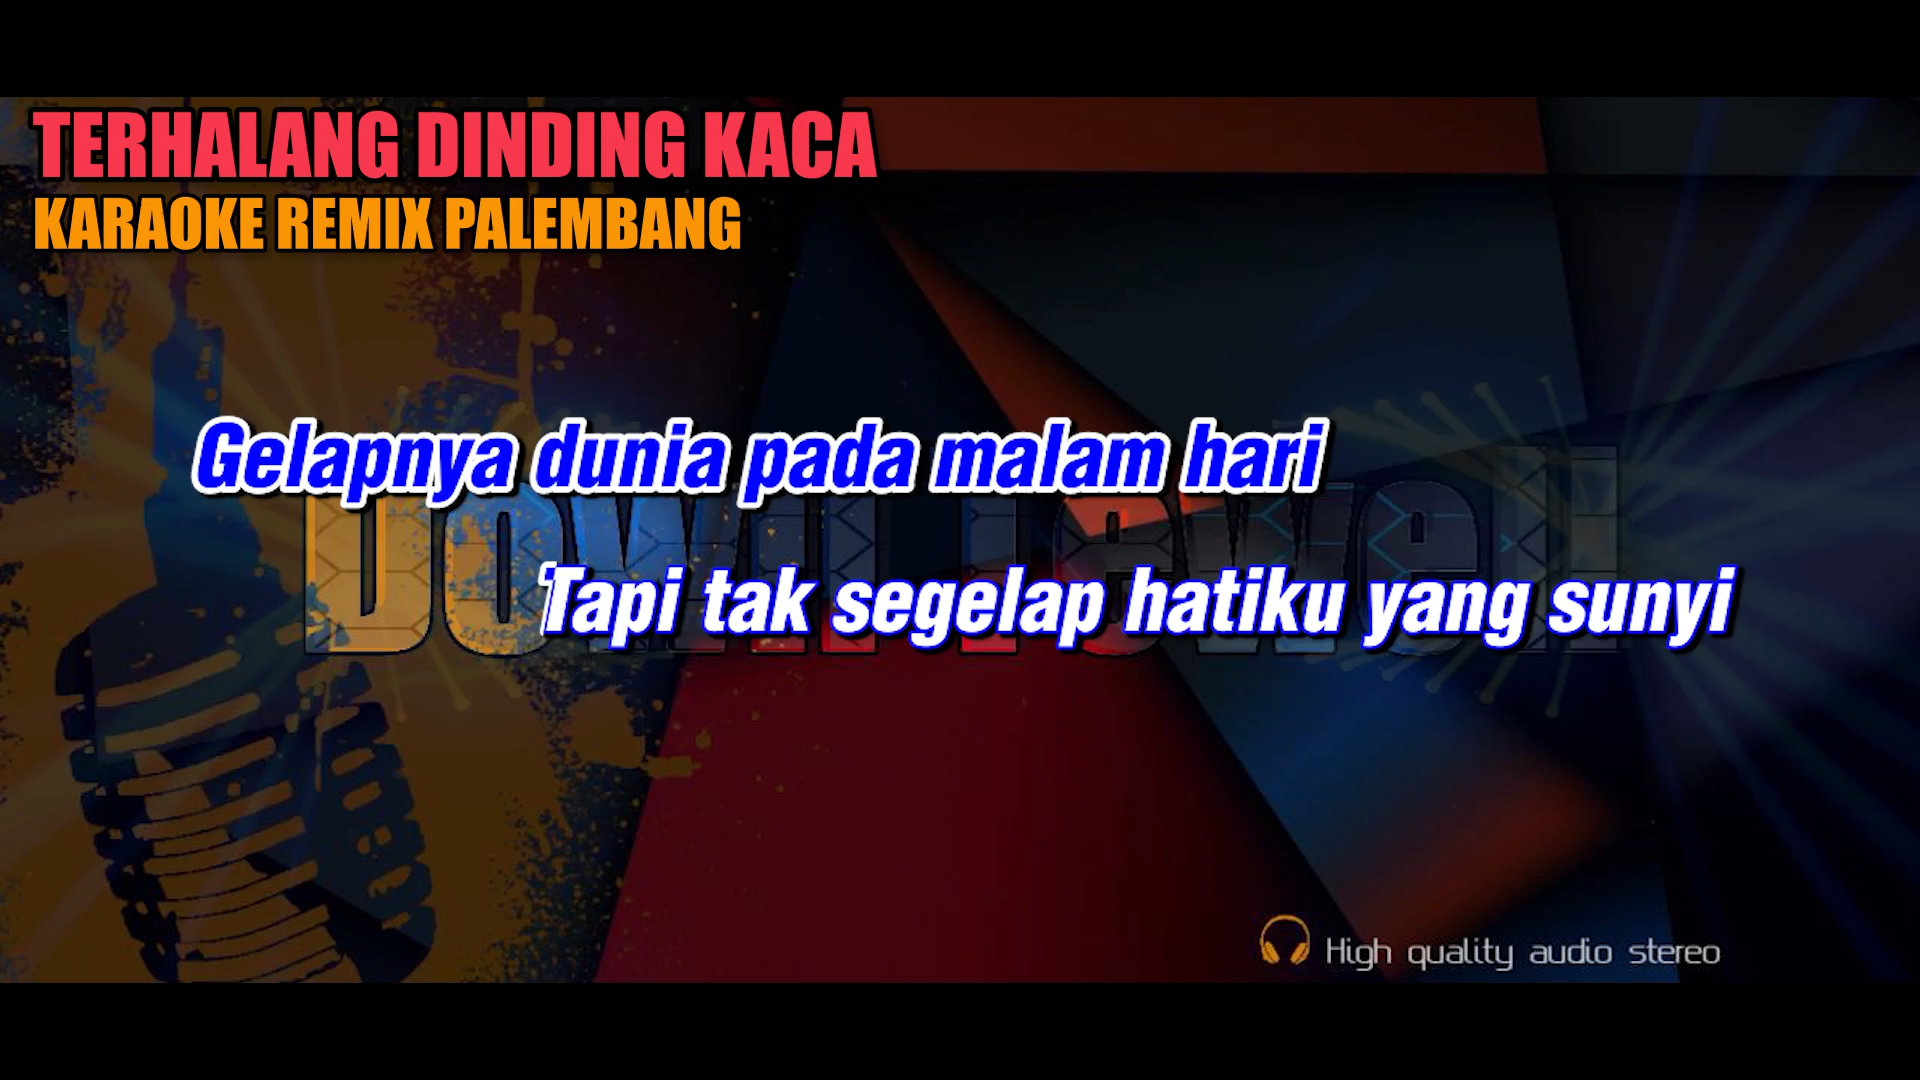 TERHALANG DINDING KACA
KARAOKE REMIX PALEMBANG
Gelapnya dunia pada malam hari
Tapi tak segelap hatiku yang sunyi
High quality audio stereo